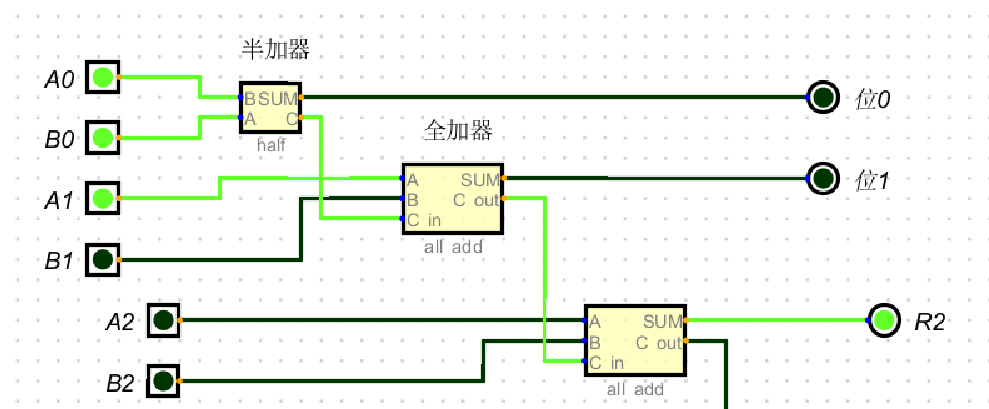 半加器
A0
BSUM
位0
A C
B0
half
全加器
A SUM
位1
A1
B C out
C in
all add
B1
A2
A SUM
R2
B C out
C in
B2
all add